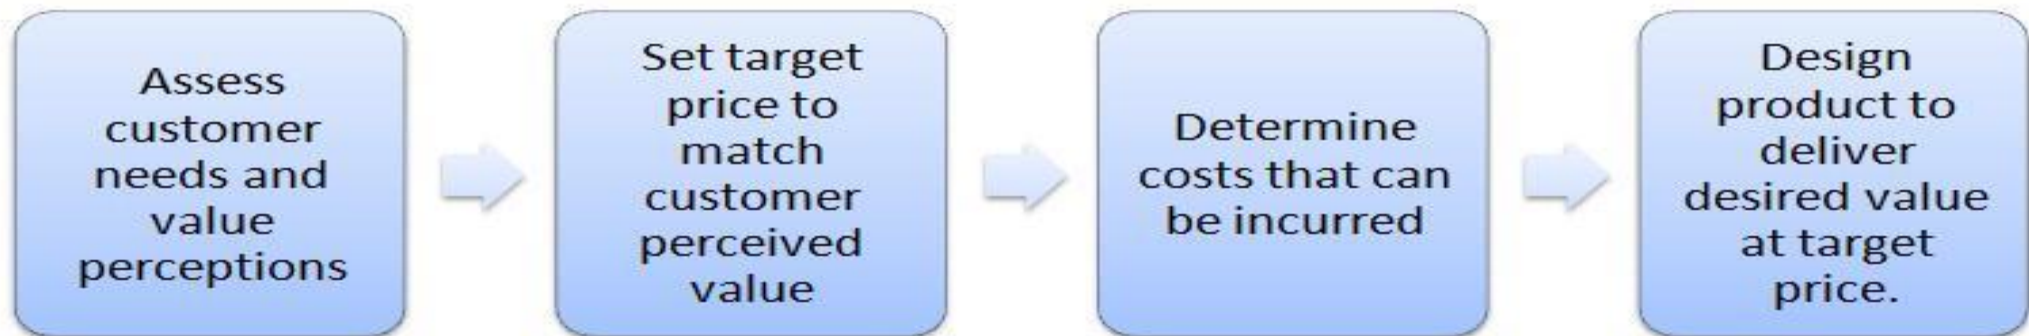 Assess
customer
needs and
value
perceptions
Set target
price to
match
customer
perceived
value
Determine
costs that can
be incurred
Design
product to
deliver
desired value
at target
price.